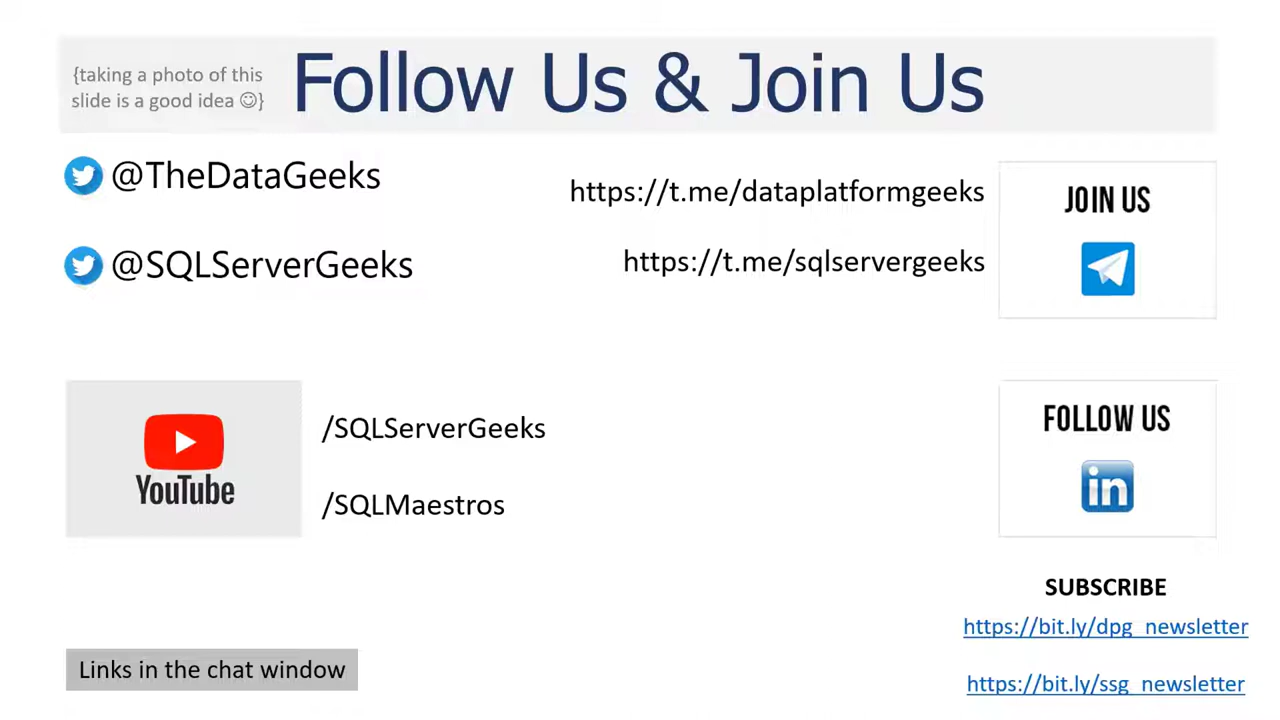 {taking a photo of this
slide is a good idea ☺}
Follow Us & Join Us
@TheDataGeeks
@SQLServerGeeks
https://t.me/dataplatformgeeks
https://t.me/sqlservergeeks
JOIN US
YouTube
/SQLServerGeeks
/SQLMaestros
FOLLOW US
in
SUBSCRIBE
https://bit.ly/dpg_newsletter
https://bit.ly/ssg_newsletter
Links in the chat window